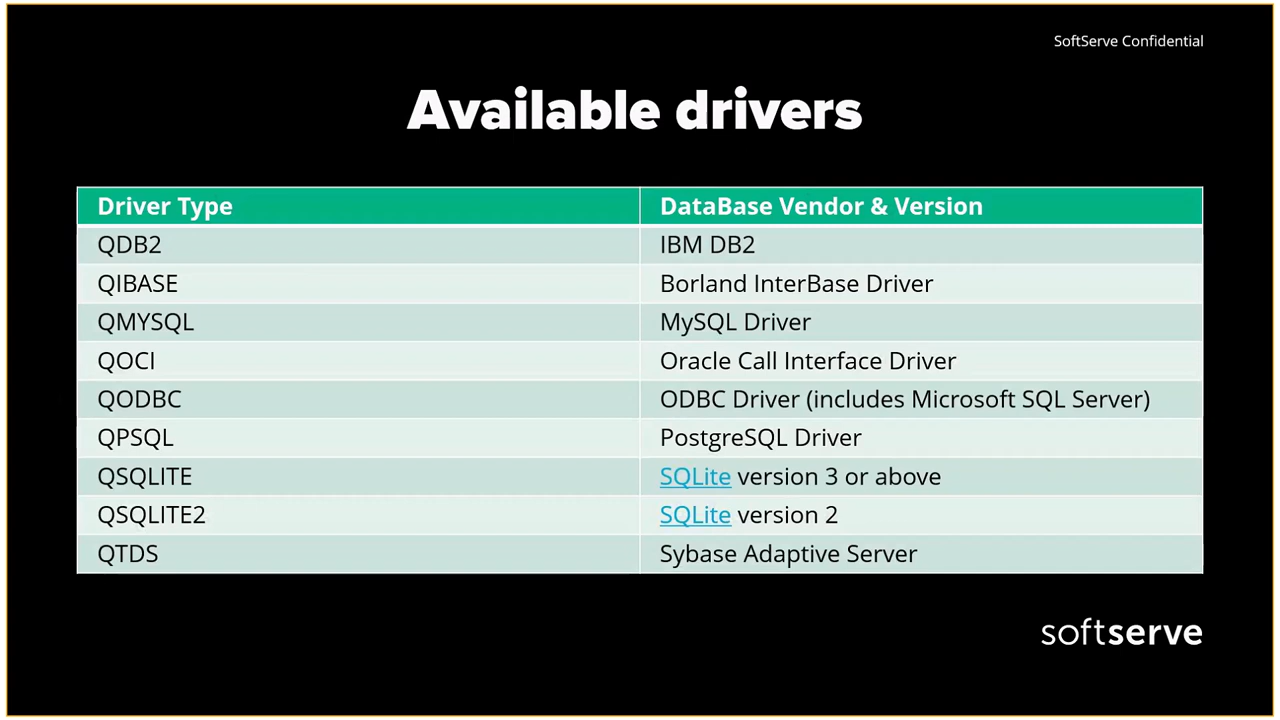 SoftServe Confidential
Available drivers
Driver Type DataBase Vendor & Version
QDB2 IBM DB2
QIBASE Borland InterBase Driver
QMYSQL MySQL Driver
QOCI Oracle Call Interface Driver
QODBC ODBC Driver (includes Microsoft SQL Server)
QPSQL PostgreSQL Driver
QSQLITE SQLite version 3 or above
QSQLITE2 SQLite version 2
QTDS Sybase Adaptive Server
softserve